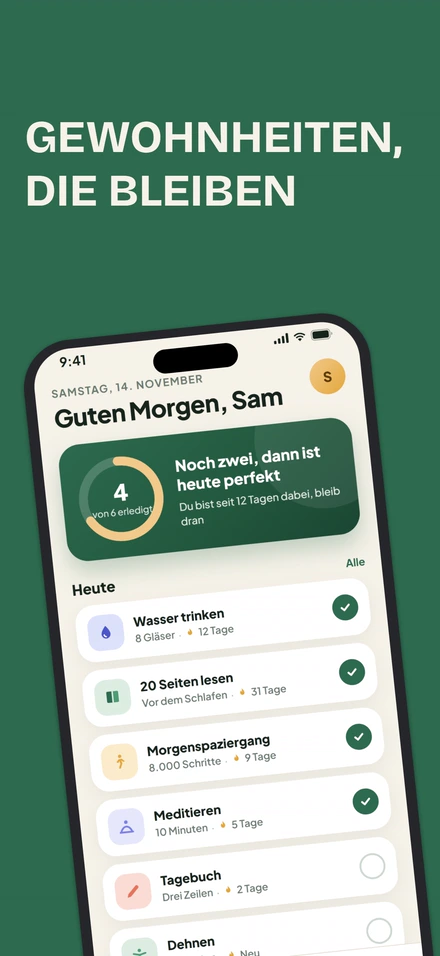 GEWOHNHEITEN,
DIE BLEIBEN
9:41
SAMSTAG, 14. NOVEMBER
Guten Morgen, Sam
S
4
von 6 erledigt
Noch zwei, dann ist
heute perfekt
Du bist seit 12 Tagen dabei, bleib
dran
Heute
Alle
Wasser trinken
8 Gläser · 12 Tage
20 Seiten lesen
Vor dem Schlafen · 31 Tage
Morgenspaziergang
8.000 Schritte · 9 Tage
Meditieren
10 Minuten · 5 Tage
Tagebuch
Drei Zeilen · 2 Tage
Dehnen
Neu